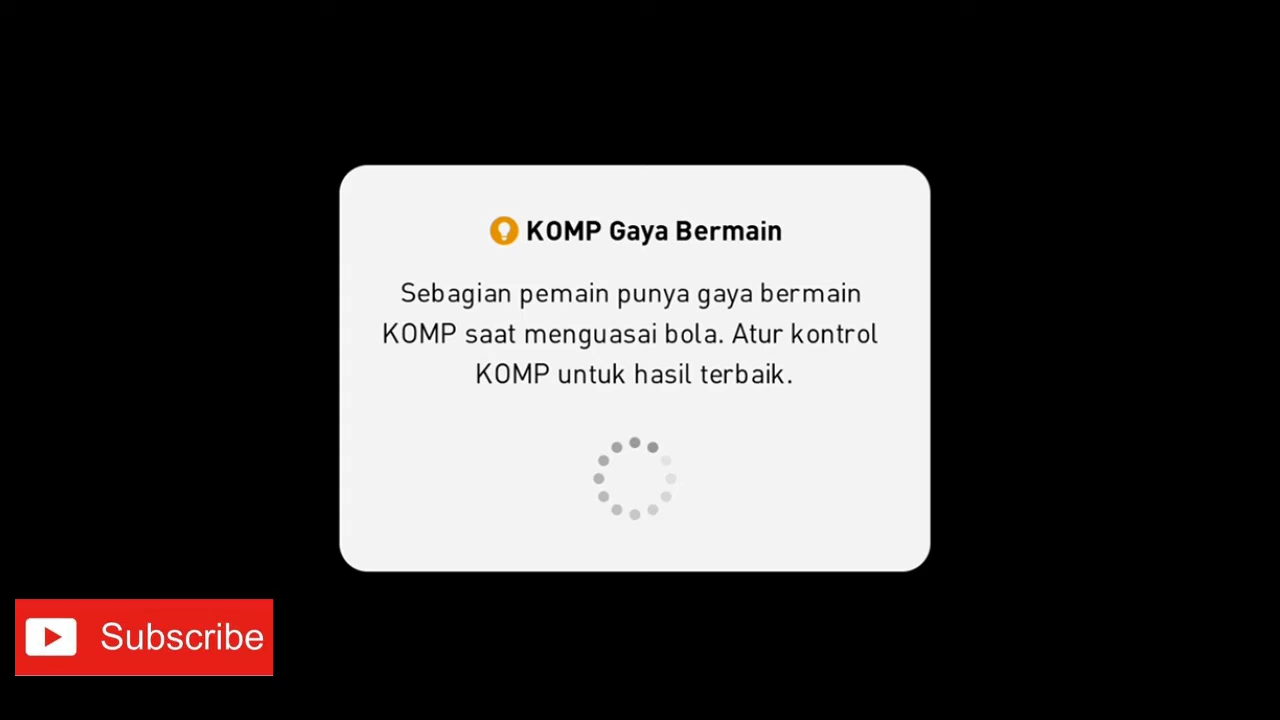 KOMP Gaya Bermain
Sebagian pemain punya gaya bermain
KOMP saat menguasai bola. Atur kontrol
KOMP untuk hasil terbaik.
Subscribe